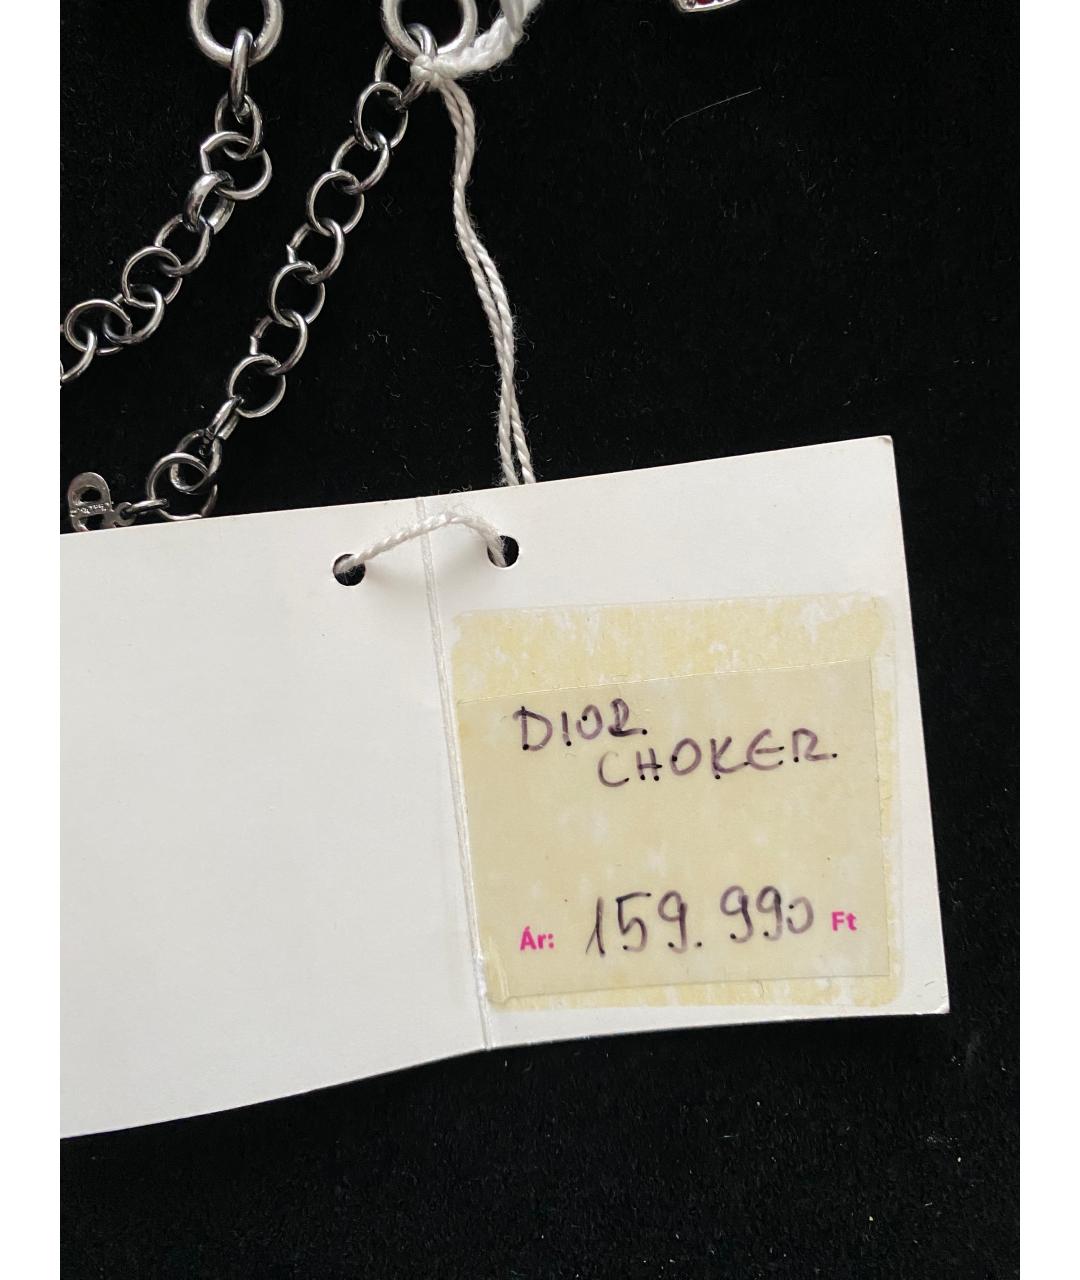 DIOR.
CHOKER.
Ár: 159.990 Ft